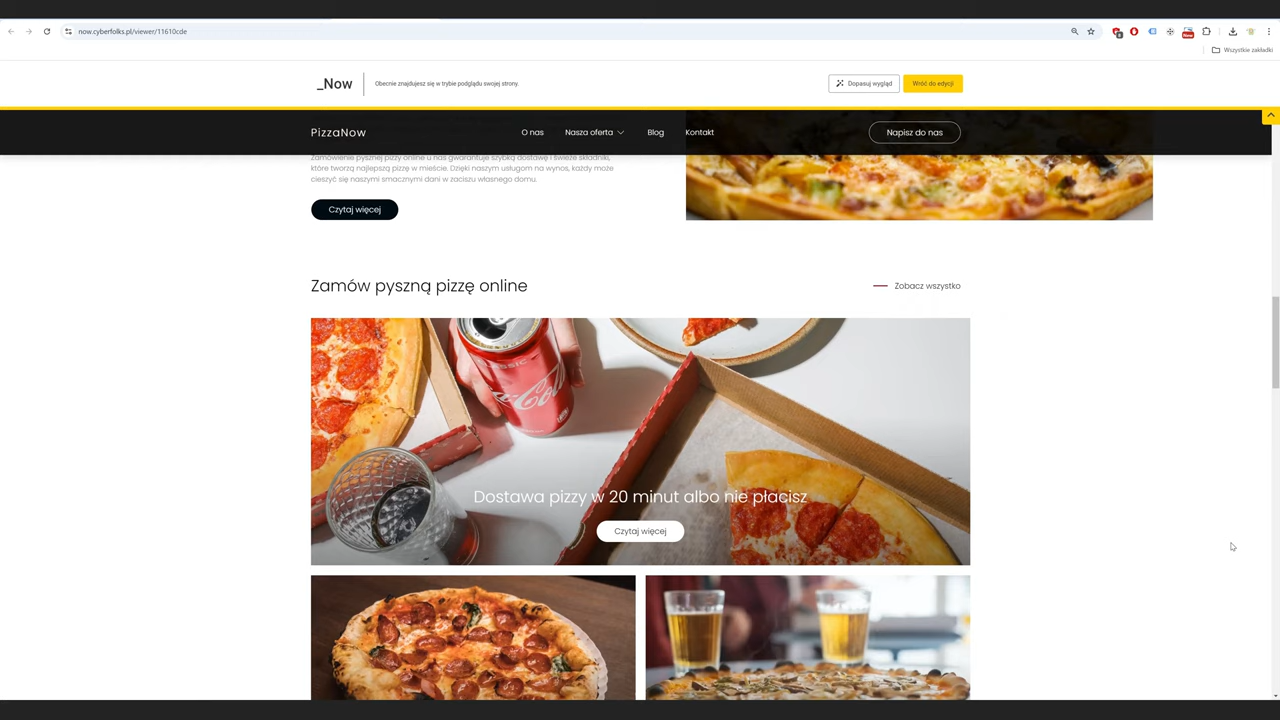 now.cyberfolks.pl/viewer/11610cde
Wszystkie zakładki
_Now
Obecnie znajdujesz się w trybie podglądu swojej strony.
Dopasuj wygląd
Wróć do edycji
PizzaNow
O nas
Nasza oferta
Blog
Kontakt
Napisz do nas
Zamówienie pysznej pizzy online u nas gwarantuje szybką dostawę i świeże składniki,
które tworzą najlepszą pizzę w mieście. Dzięki naszym usługom na wynos, każdy może
cieszyć się naszymi smacznymi dani w zaciszu własnego domu.
Czytaj więcej
Zamów pyszną pizzę online
Zobacz wszystko
CLASSIC
Coca-Cola
Dostawa pizzy w 20 minut albo nie płacisz
Czytaj więcej